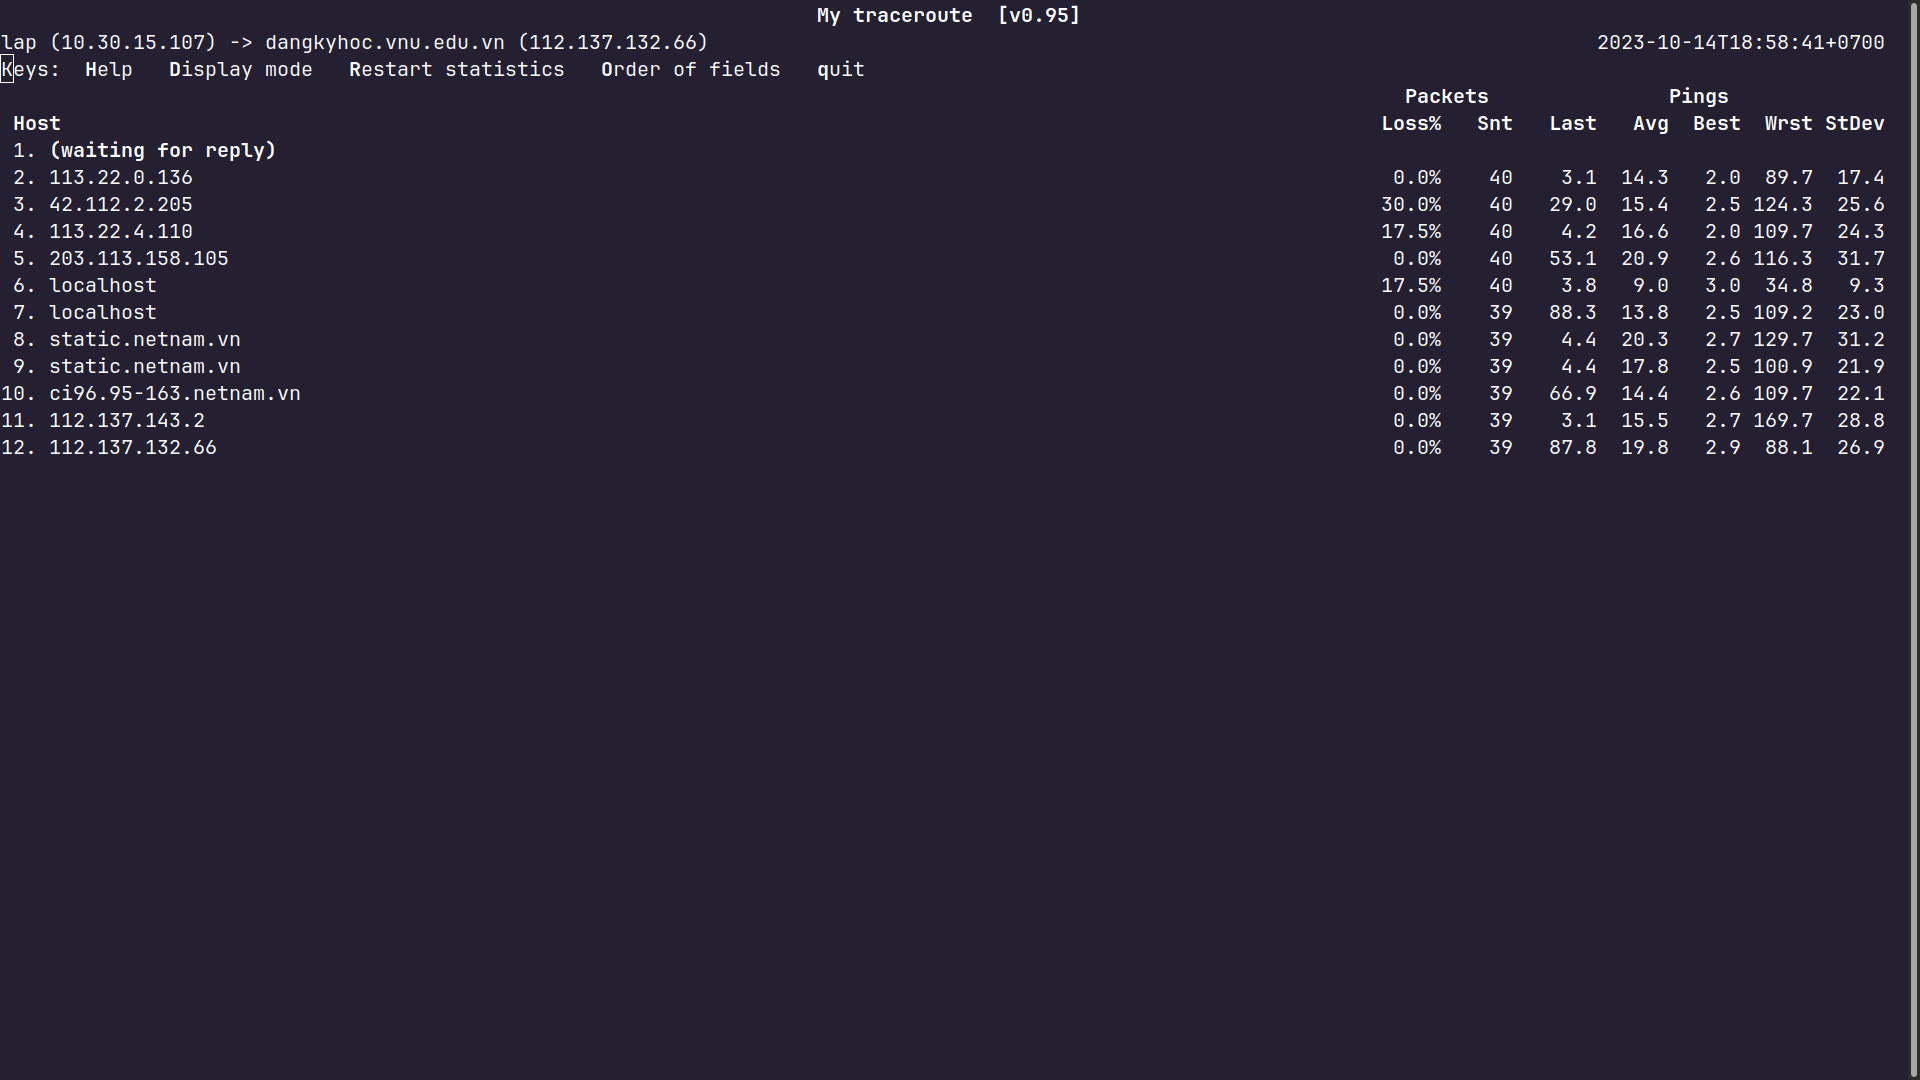 My traceroute  [v0.95]
lap (10.30.15.107) -> dangkyhoc.vnu.edu.vn (112.137.132.66) 2023-10-14T18:58:41+0700
Keys:  Help   Display mode   Restart statistics   Order of fields   quit
Packets Pings
Host Loss% Snt Last Avg Best Wrst StDev
1. (waiting for reply)
2. 113.22.0.136 0.0% 40 3.1 14.3 2.0 89.7 17.4
3. 42.112.2.205 30.0% 40 29.0 15.4 2.5 124.3 25.6
4. 113.22.4.110 17.5% 40 4.2 16.6 2.0 109.7 24.3
5. 203.113.158.105 0.0% 40 53.1 20.9 2.6 116.3 31.7
6. localhost 17.5% 40 3.8 9.0 3.0 34.8 9.3
7. localhost 0.0% 39 88.3 13.8 2.5 109.2 23.0
8. static.netnam.vn 0.0% 39 4.4 20.3 2.7 129.7 31.2
9. static.netnam.vn 0.0% 39 4.4 17.8 2.5 100.9 21.9
10. ci96.95-163.netnam.vn 0.0% 39 66.9 14.4 2.6 109.7 22.1
11. 112.137.143.2 0.0% 39 3.1 15.5 2.7 169.7 28.8
12. 112.137.132.66 0.0% 39 87.8 19.8 2.9 88.1 26.9